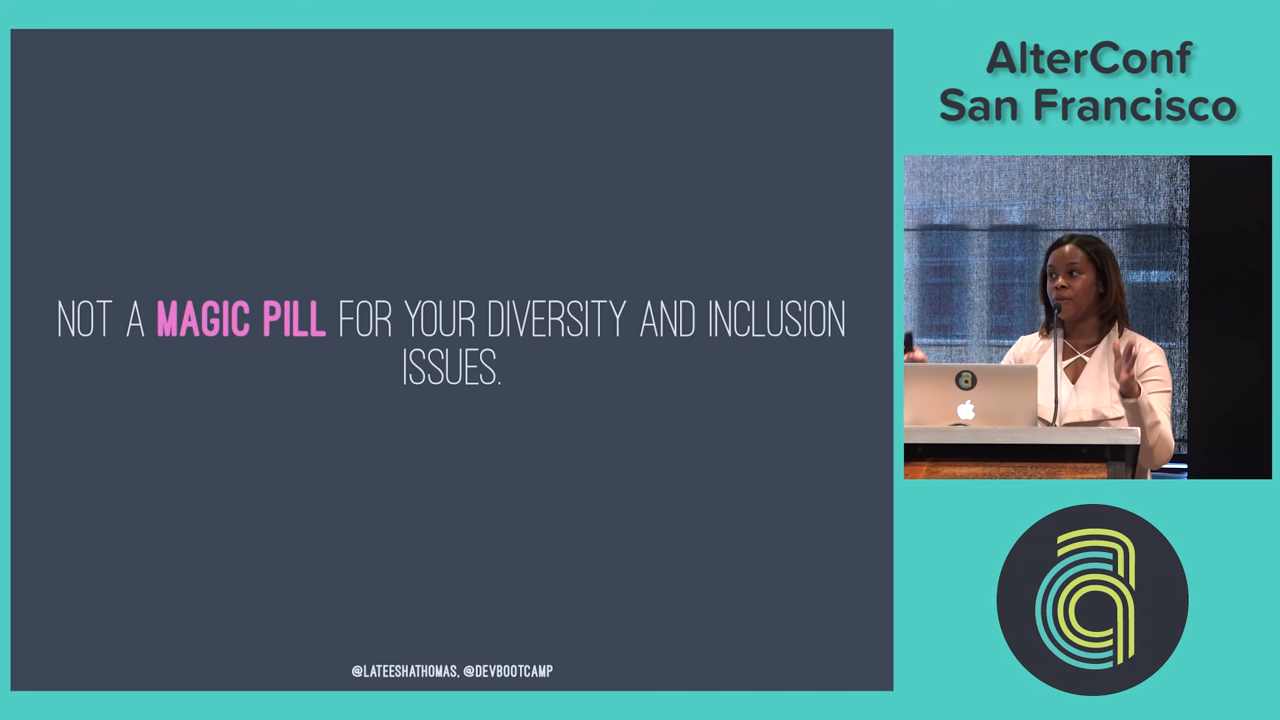 AlterConf
San Francisco
NOT A MAGIC PILL FOR YOUR DIVERSITY AND INCLUSION
ISSUES.
@LATEESHATHOMAS, @DEVBOOTCAMP